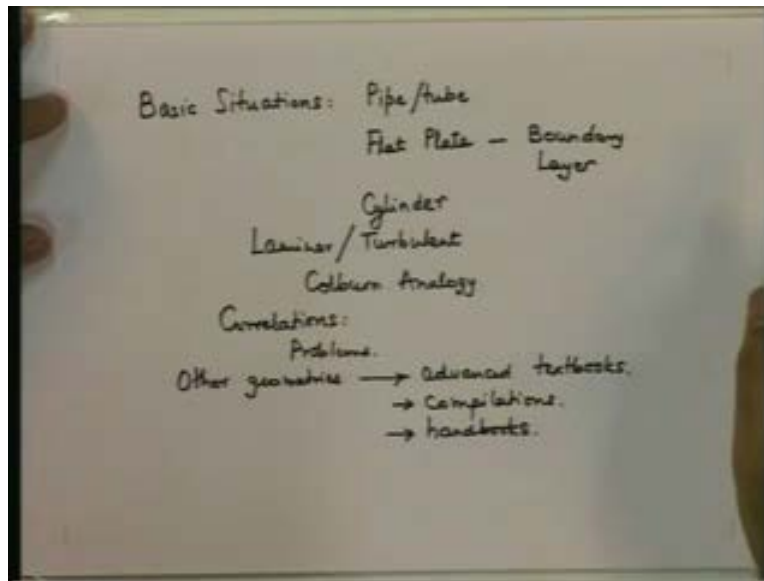 Basic Situations: Pipe/tube
Flat Plate - Boundary
Layer
Cylinder
Laminar/Turbulent
Colburn Analogy
Correlations:
Problems.
Other geometries → advanced textbooks.
→ Compilations.
→ handbooks.